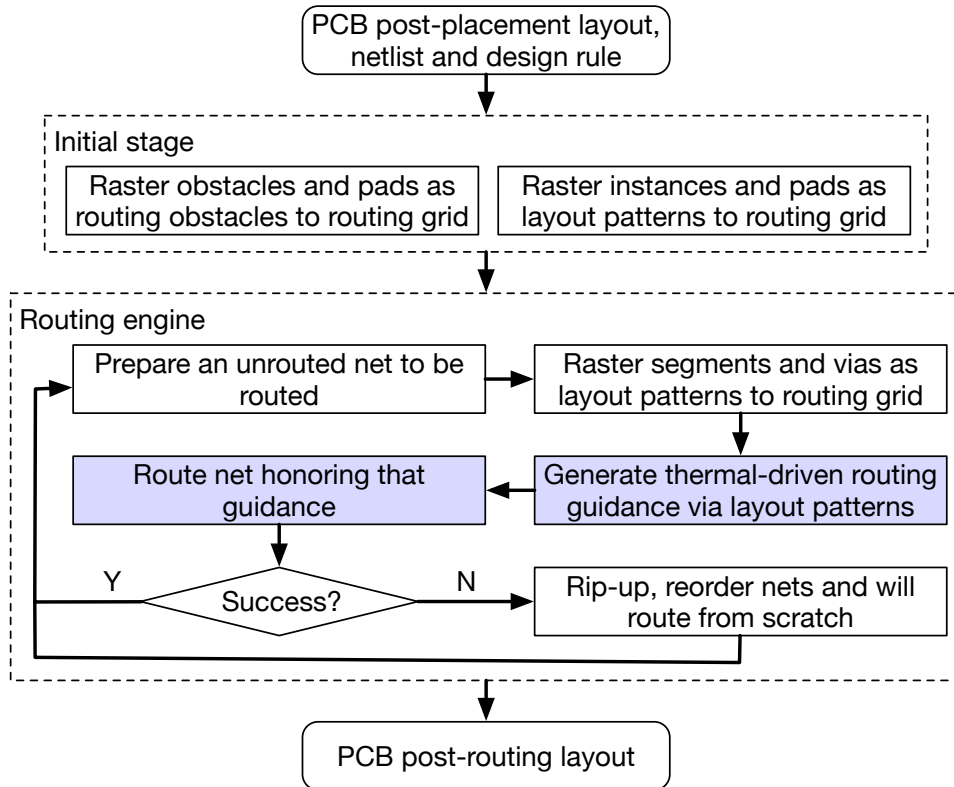 PCB post-placement layout,
netlist and design rule
Initial stage
Raster obstacles and pads as
routing obstacles to routing grid
Raster instances and pads as
layout patterns to routing grid
Routing engine
Prepare an unrouted net to be
routed
Raster segments and vias as
layout patterns to routing grid
Route net honoring that
guidance
Generate thermal-driven routing
guidance via layout patterns
Y
Success?
N
Rip-up, reorder nets and will
route from scratch
PCB post-routing layout